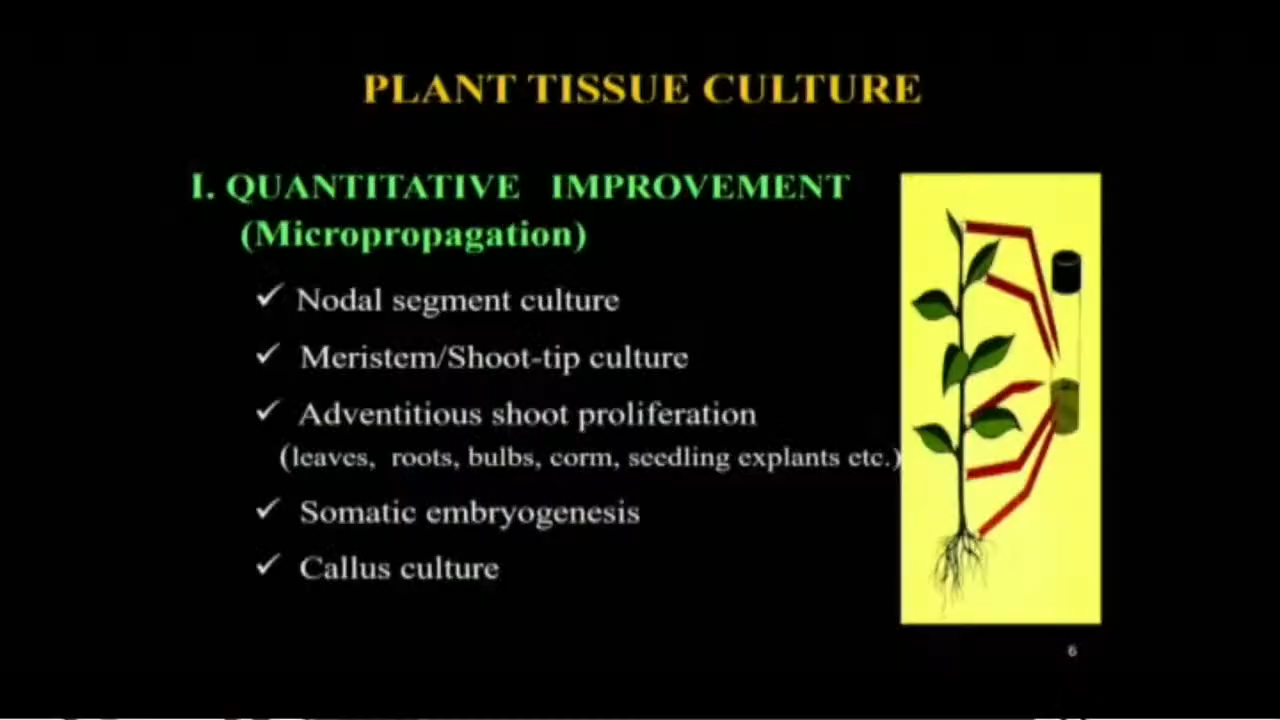 PLANT TISSUE CULTURE
I. QUANTITATIVE IMPROVEMENT
(Micropropagation)
✓ Nodal segment culture
✓ Meristem/Shoot-tip culture
✓ Adventitious shoot proliferation
(leaves, roots, bulbs, corm, seedling explants etc.)
✓ Somatic embryogenesis
✓ Callus culture
6